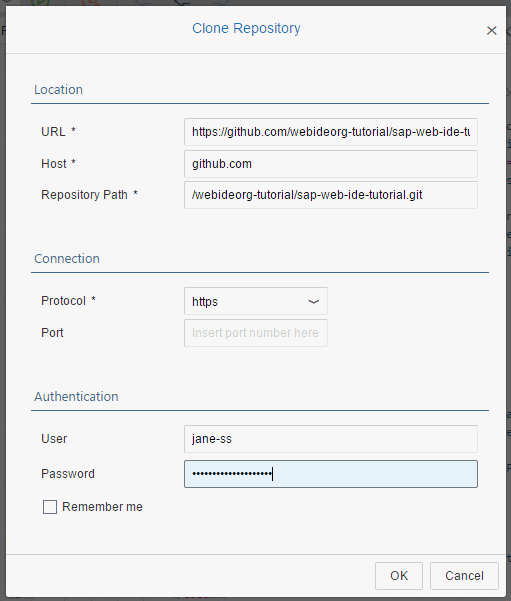 Clone Repository
Location
URL *
https://github.com/webideorg-tutorial/sap-web-ide-tu
Host *
github.com
Repository Path *
/webideorg-tutorial/sap-web-ide-tutorial.git
Connection
Protocol *
https
Port
Insert port number here
Authentication
User
jane-ss
Password
••••••••••••••••••••
Remember me
OK
Cancel